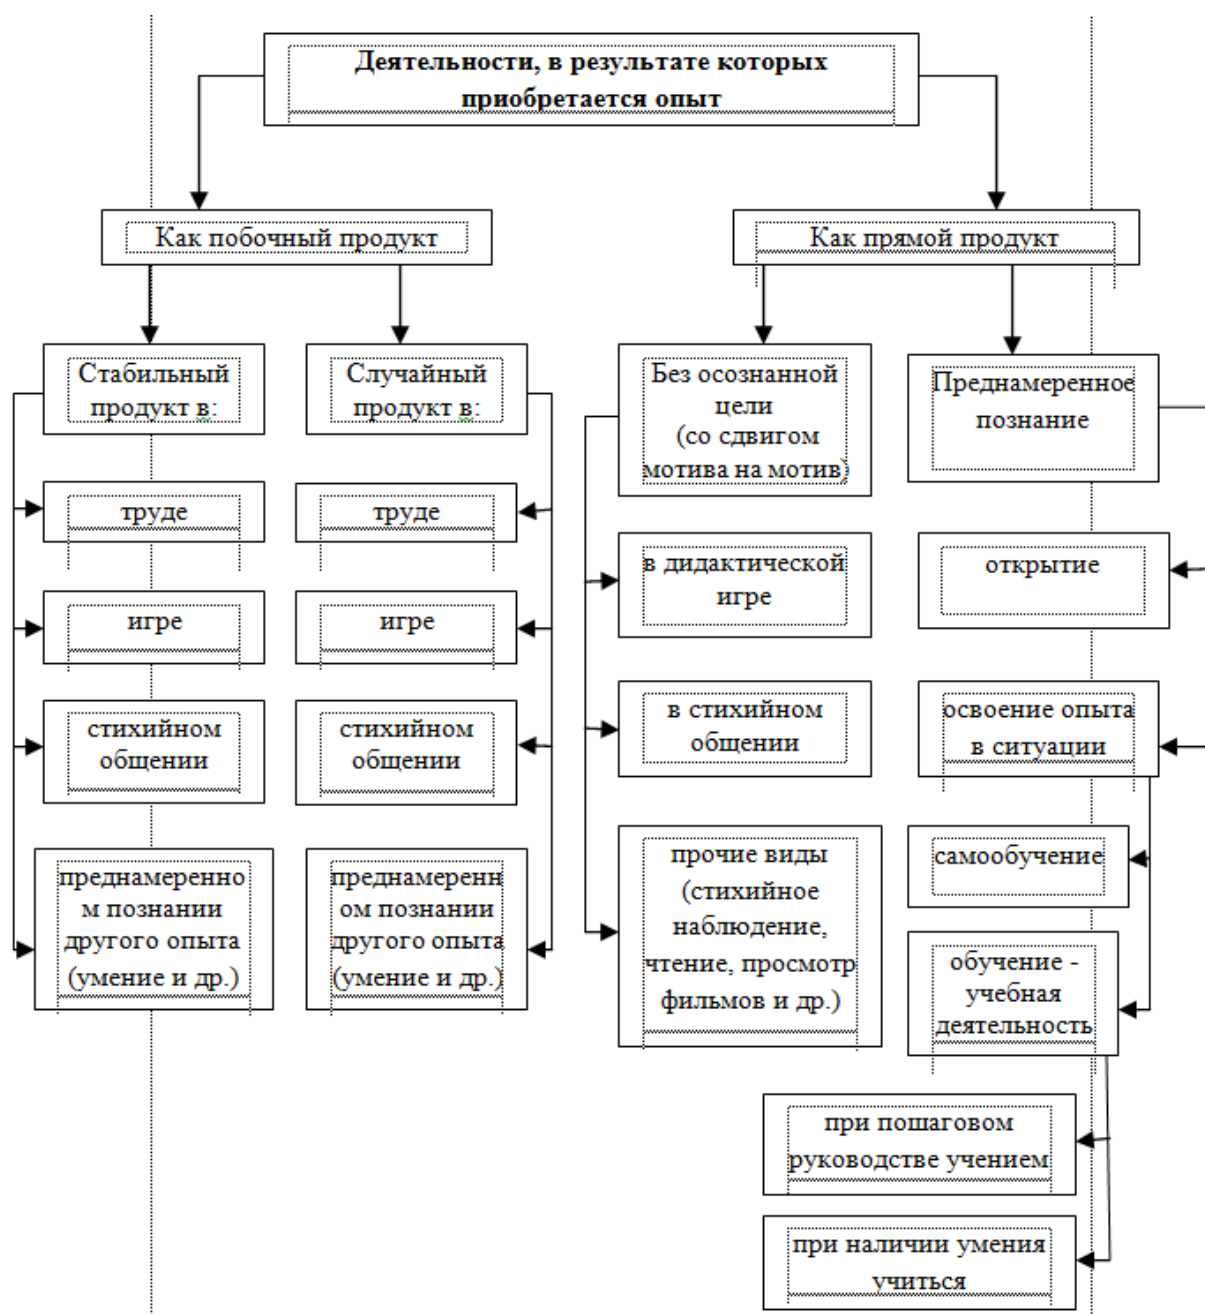 Деятельности, в результате которых
приобретается опыт
Как побочный продукт
Как прямой продукт
Стабильный
продукт в:
Случайный
продукт в:
Без осознанной
цели
(со сдвигом
мотива на мотив)
Преднамеренное
познание
труде
труде
в дидактической
игре
открытие
игре
игре
стихийном
общении
стихийном
общении
в стихийном
общении
освоение опыта
в ситуации
преднамеренно
м познании
другого опыта
(умение и др.)
преднамеренн
ом познании
другого опыта
(умение и др.)
прочие виды
(стихийное
наблюдение,
чтение, просмотр
фильмов и др.)
самообучение
обучение -
учебная
деятельность
при пошаговом
руководстве учением
при наличии умения
учиться